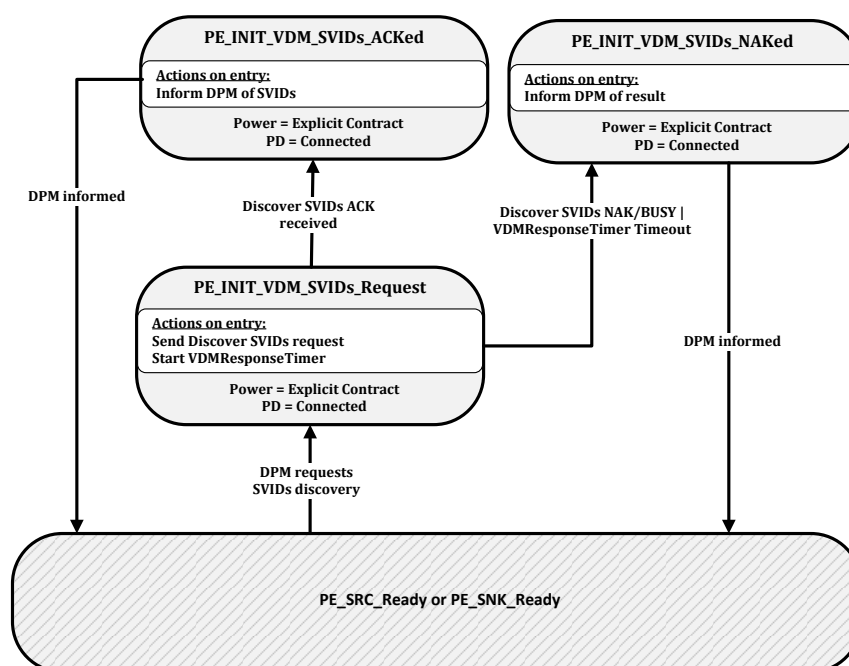 PE_INIT_VDM_SVIDs_ACKed
Actions on entry:
Inform DPM of SVIDs
Power = Explicit Contract
PD = Connected
PE_INIT_VDM_SVIDs_NAKed
Actions on entry:
Inform DPM of result
Power = Explicit Contract
PD = Connected
DPM informed
Discover SVIDs ACK
received
Discover SVIDs NAK/BUSY |
VDMResponseTimer Timeout
PE_INIT_VDM_SVIDs_Request
Actions on entry:
Send Discover SVIDs request
Start VDMResponseTimer
Power = Explicit Contract
PD = Connected
DPM informed
DPM requests
SVIDs discovery
PE_SRC_Ready or PE_SNK_Ready